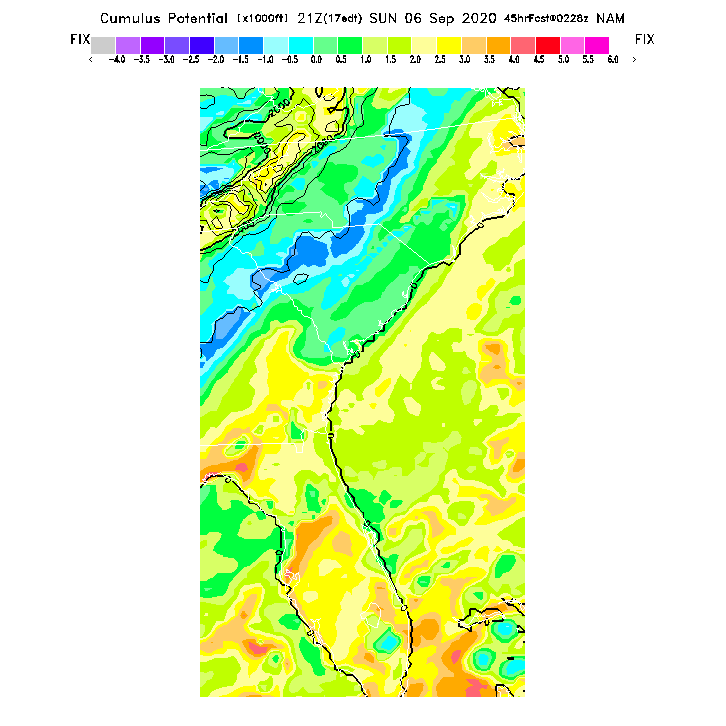 Cumulus Potential [x1000ft] 21Z(17edt) SUN 06 Sep 2020 45hrFcst@0228z NAM
FIX FIX
< -4.0 -3.5 -3.0 -2.5 -2.0 -1.5 -1.0 -0.5 0.0 0.5 1.0 1.5 2.0 2.5 3.0 3.5 4.0 4.5 5.0 5.5 6.0 >
2000
2000